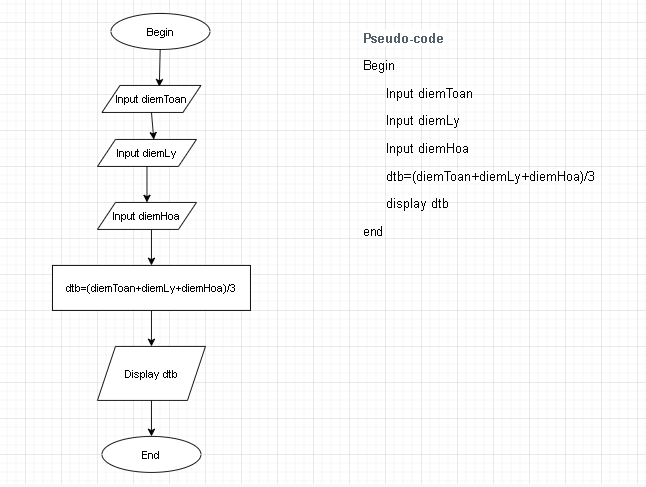 Begin
Input diemToan
Input diemLy
Input diemHoa
dtb=(diemToan+diemLy+diemHoa)/3
Display dtb
End
Pseudo-code
Begin
Input diemToan
Input diemLy
Input diemHoa
dtb=(diemToan+diemLy+diemHoa)/3
display dtb
end